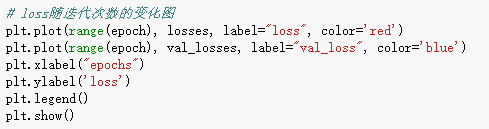 # loss随迭代次数的变化图
plt.plot(range(epoch), losses, label="loss", color='red')
plt.plot(range(epoch), val_losses, label="val_loss", color='blue')
plt.xlabel("epochs")
plt.ylabel('loss')
plt.legend()
plt.show()